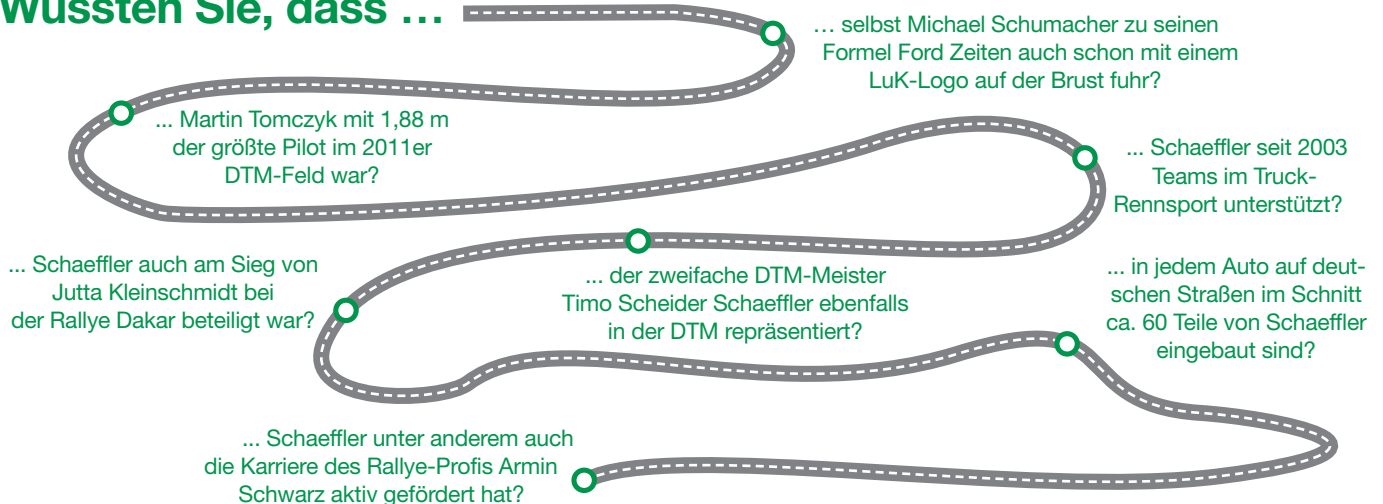 Wussten Sie, dass …
… selbst Michael Schumacher zu seinen
Formel Ford Zeiten auch schon mit einem
LuK-Logo auf der Brust fuhr?
... Martin Tomczyk mit 1,88 m
der größte Pilot im 2011er
DTM-Feld war?
... Schaeffler seit 2003
Teams im Truck-
Rennsport unterstützt?
... Schaeffler auch am Sieg von
Jutta Kleinschmidt bei
der Rallye Dakar beteiligt war?
... der zweifache DTM-Meister
Timo Scheider Schaeffler ebenfalls
in der DTM repräsentiert?
... in jedem Auto auf deut-
schen Straßen im Schnitt
ca. 60 Teile von Schaeffler
eingebaut sind?
... Schaeffler unter anderem auch
die Karriere des Rallye-Profis Armin
Schwarz aktiv gefördert hat?